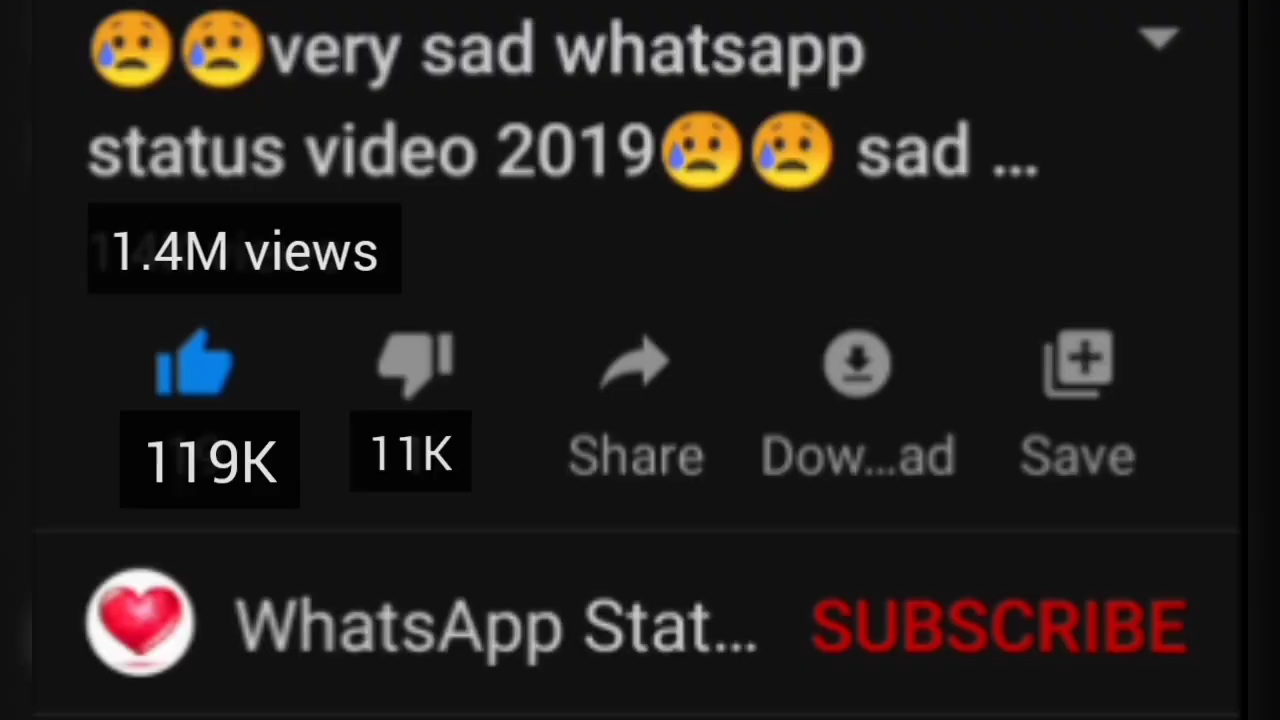 😥😥very sad whatsapp
status video 2019😥😥 sad ...
1.4M views
119K
11K
Share
Dow...ad
Save
WhatsApp Stat...
SUBSCRIBE